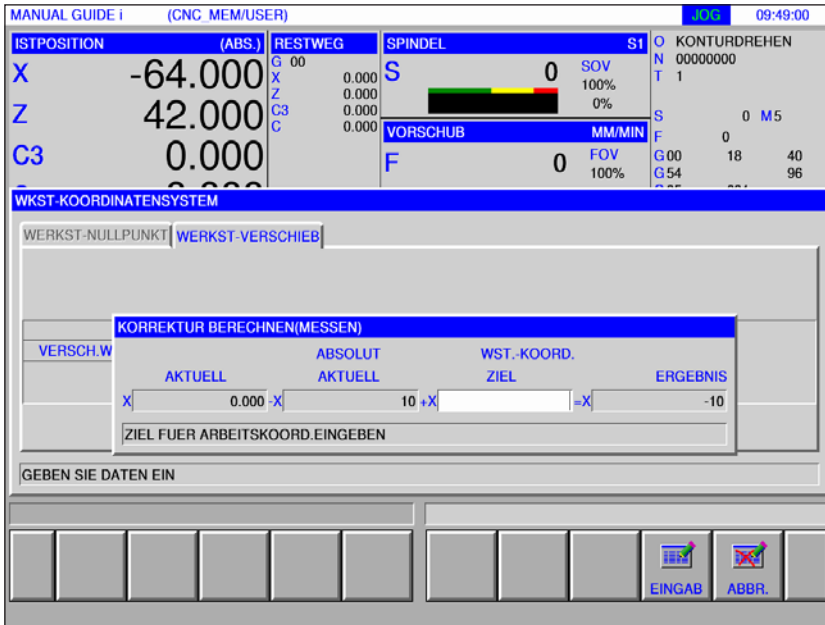 MANUAL GUIDE i (CNC_MEM/USER) JOG 09:49:00
ISTPOSITION (ABS.)
X -64.000
Z 42.000
C3 0.000
RESTWEG
G 00
X 0.000
Z 0.000
C3 0.000
C 0.000
SPINDEL S1
S 0 SOV
100%
0%
VORSCHUB MM/MIN
F 0 FOV
100%
O KONTURDREHEN
N 00000000
T 1
S 0 M5
F 0
G00 18 40
G54 96
WKST-KOORDINATENSYSTEM
WERKST-NULLPUNKT WERKST-VERSCHIEB
VERSCH.W
KORREKTUR BERECHNEN(MESSEN)
ABSOLUT WST.-KOORD.
AKTUELL AKTUELL ZIEL ERGEBNIS
X 0.000 -X 10 +X =X -10
ZIEL FUER ARBEITSKOORD.EINGEBEN
GEBEN SIE DATEN EIN
EINGAB ABBR.